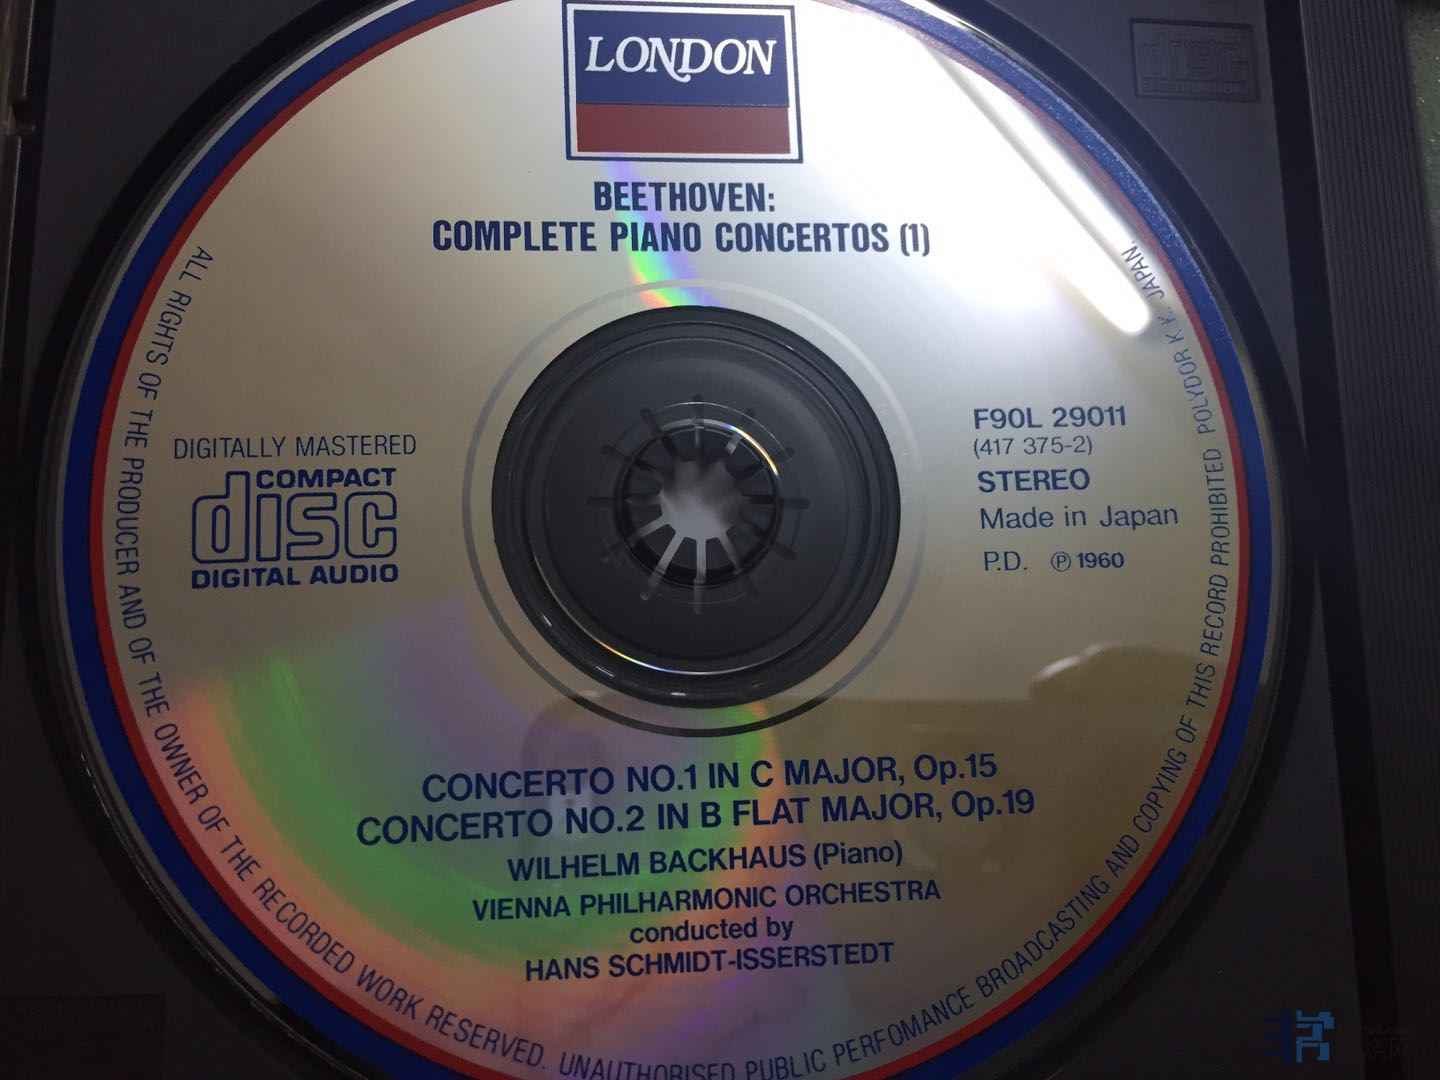 LONDON
BEETHOVEN:
COMPLETE PIANO CONCERTOS (1)
DIGITALLY MASTERED
COMPACT
disc
DIGITAL AUDIO
F90L 29011
(417 375-2)
STEREO
Made in Japan
P.D. Ⓟ 1960
CONCERTO NO.1 IN C MAJOR, Op.15
CONCERTO NO.2 IN B FLAT MAJOR, Op.19
WILHELM BACKHAUS (Piano)
VIENNA PHILHARMONIC ORCHESTRA
conducted by
HANS SCHMIDT-ISSERSTEDT
ALL RIGHTS OF THE PRODUCER AND OF THE OWNER OF THE RECORDED WORK RESERVED. UNAUTHORISED PUBLIC PERFOMANCE BROADCASTING AND COPYING OF THIS RECORD PROHIBITED. POLYDOR K.K. JAPAN.
disc